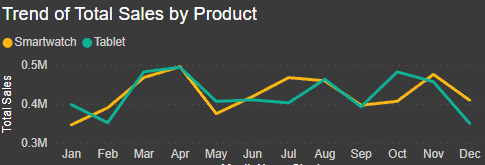 Trend of Total Sales by Product
Smartwatch Tablet
Total Sales
0.5M
0.4M
0.3M
Jan Feb Mar Apr May Jun Jul Aug Sep Oct Nov Dec